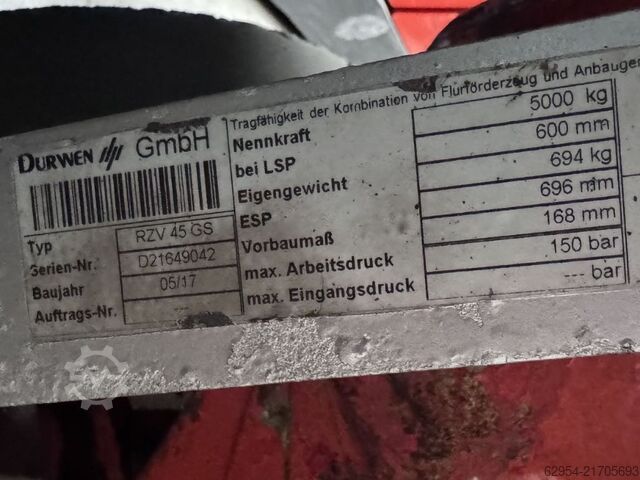 DURWEN GmbH
Typ RZV 45 GS
Serien-Nr. D21649042
Baujahr 05/17
Auftrags-Nr. ---
Tragfähigkeit der Kombination von Flurförderzeug und Anbauger
Nennkraft 5000 kg
bei LSP 600 mm
Eigengewicht 694 kg
ESP 696 mm
Vorbaumaß 168 mm
max. Arbeitsdruck 150 bar
max. Eingangsdruck --- bar
62954-21705693